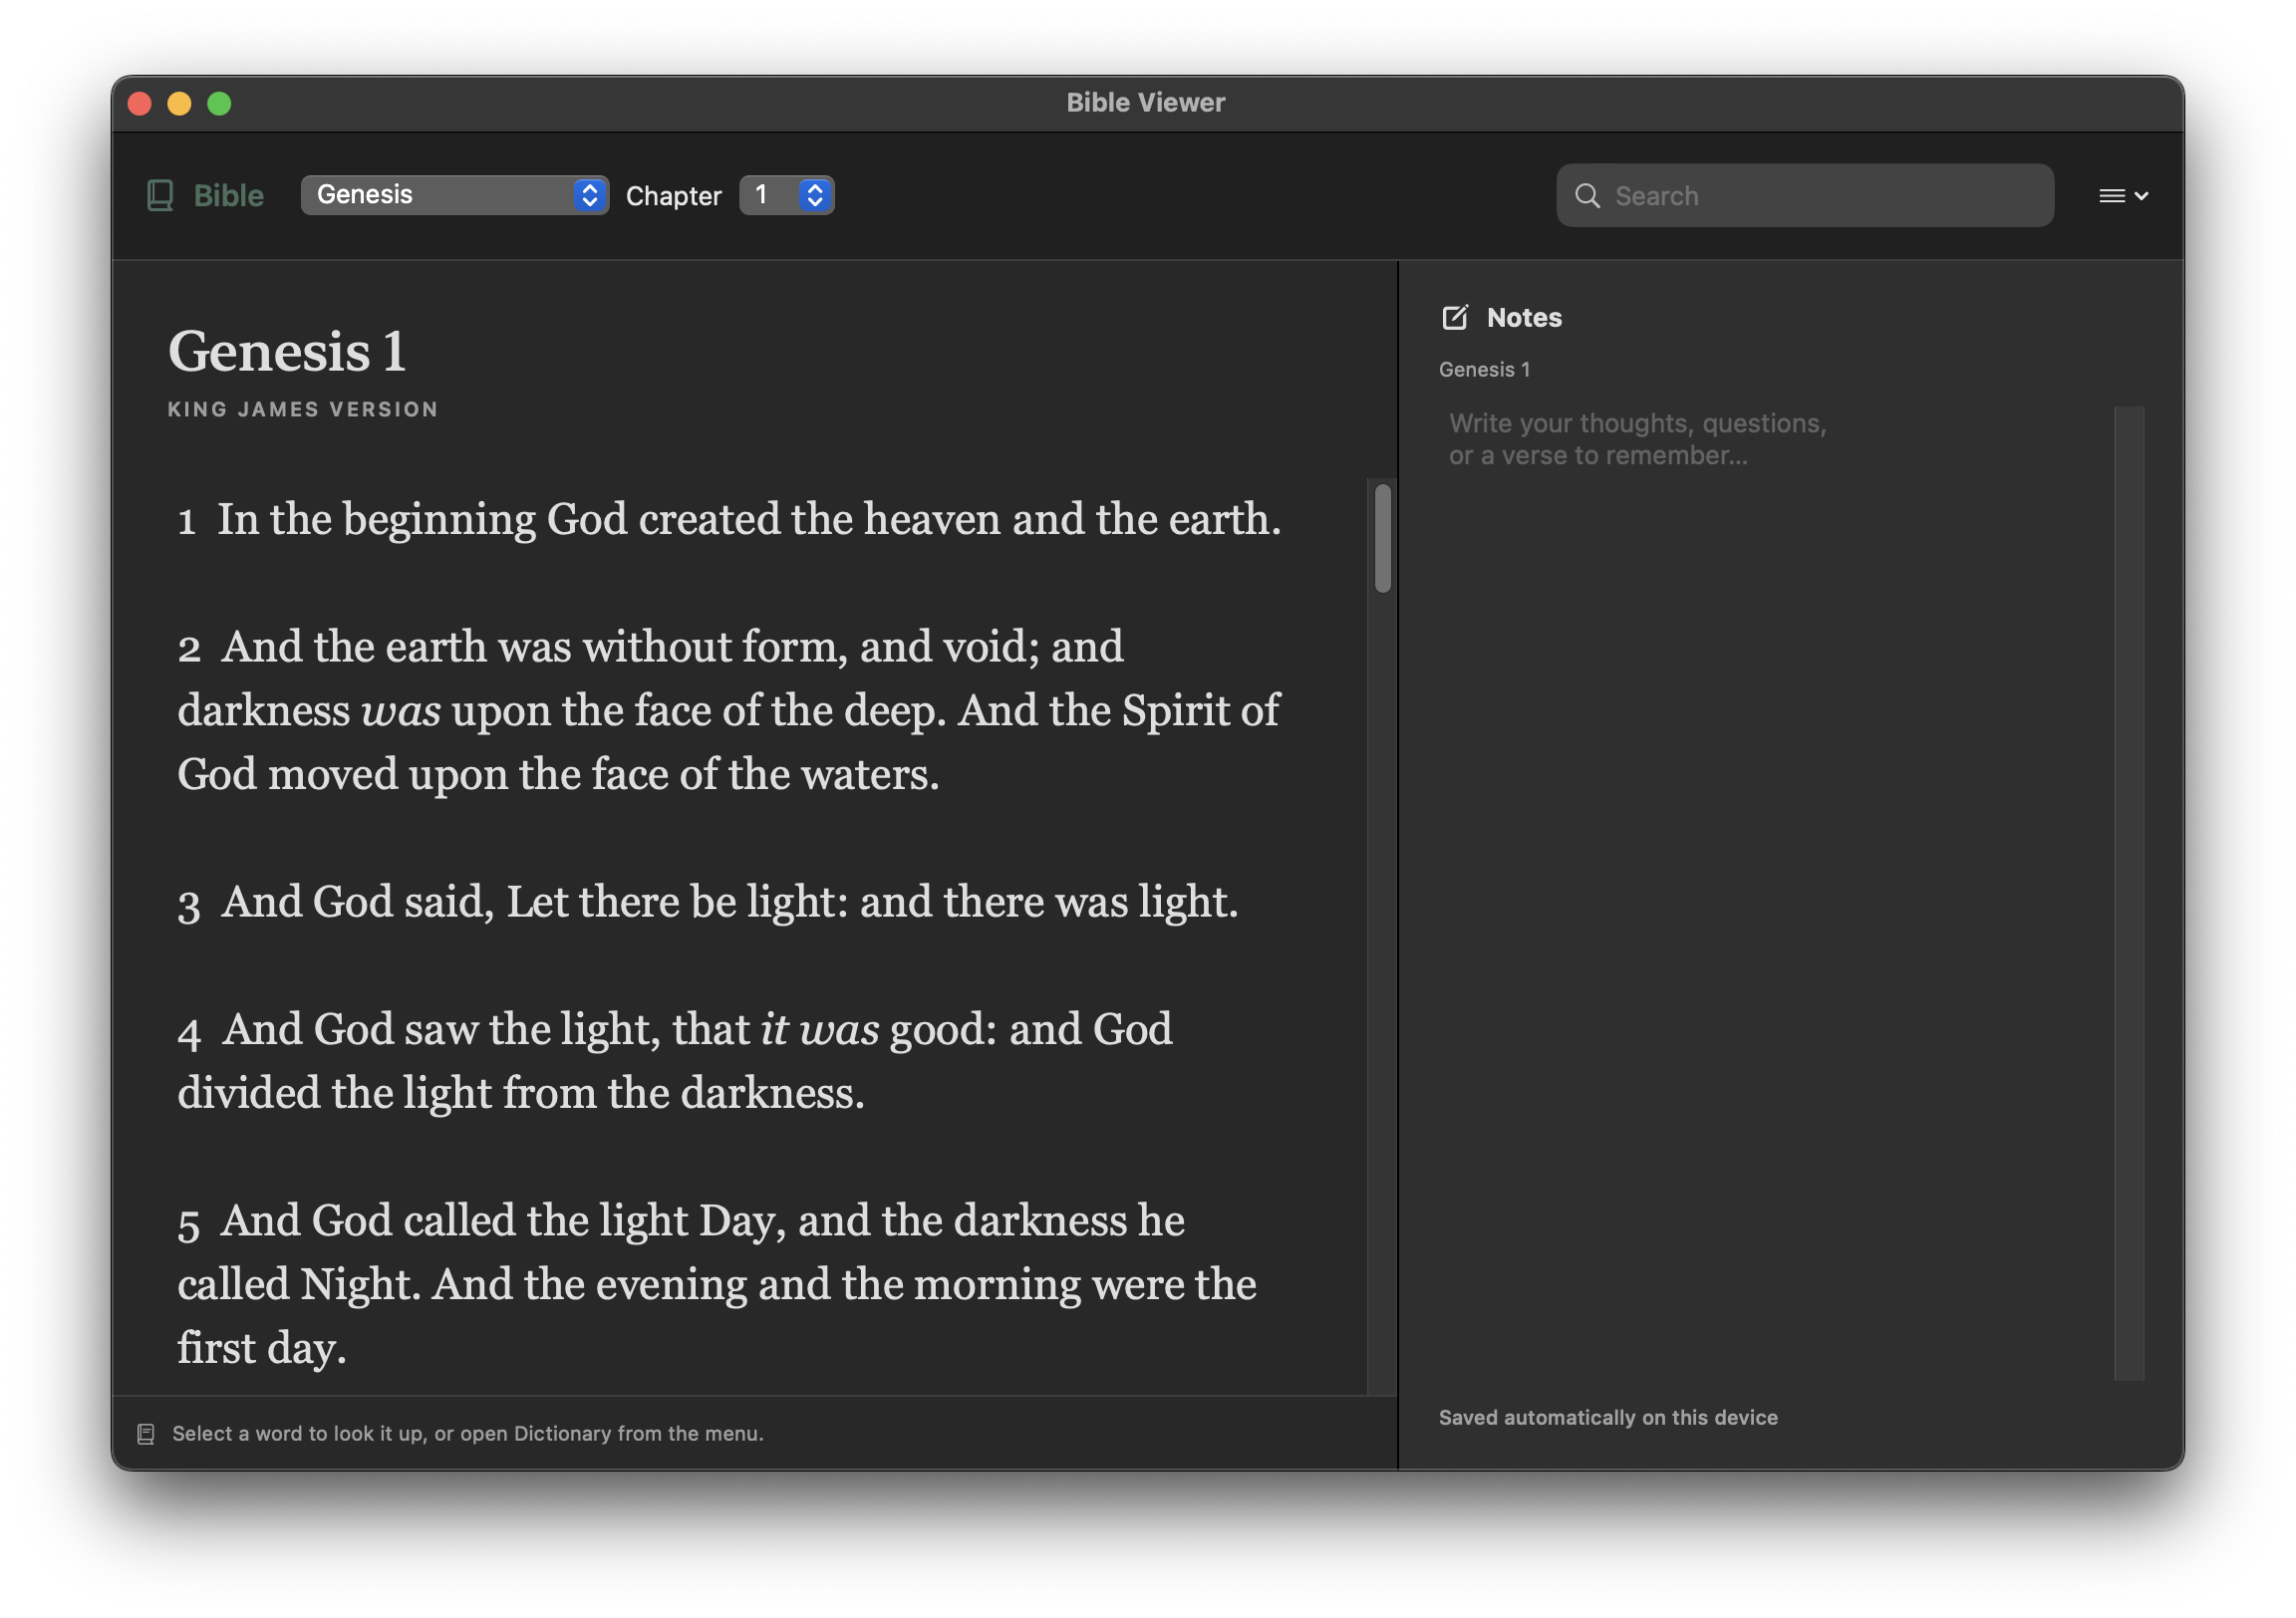 Bible Viewer
Bible
Genesis
Chapter
1
Search
Genesis 1
KING JAMES VERSION
1 In the beginning God created the heaven and the earth.
2 And the earth was without form, and void; and
darkness was upon the face of the deep. And the Spirit of
God moved upon the face of the waters.
3 And God said, Let there be light: and there was light.
4 And God saw the light, that it was good: and God
divided the light from the darkness.
5 And God called the light Day, and the darkness he
called Night. And the evening and the morning were the
first day.
Select a word to look it up, or open Dictionary from the menu.
Notes
Genesis 1
Write your thoughts, questions,
or a verse to remember...
Saved automatically on this device